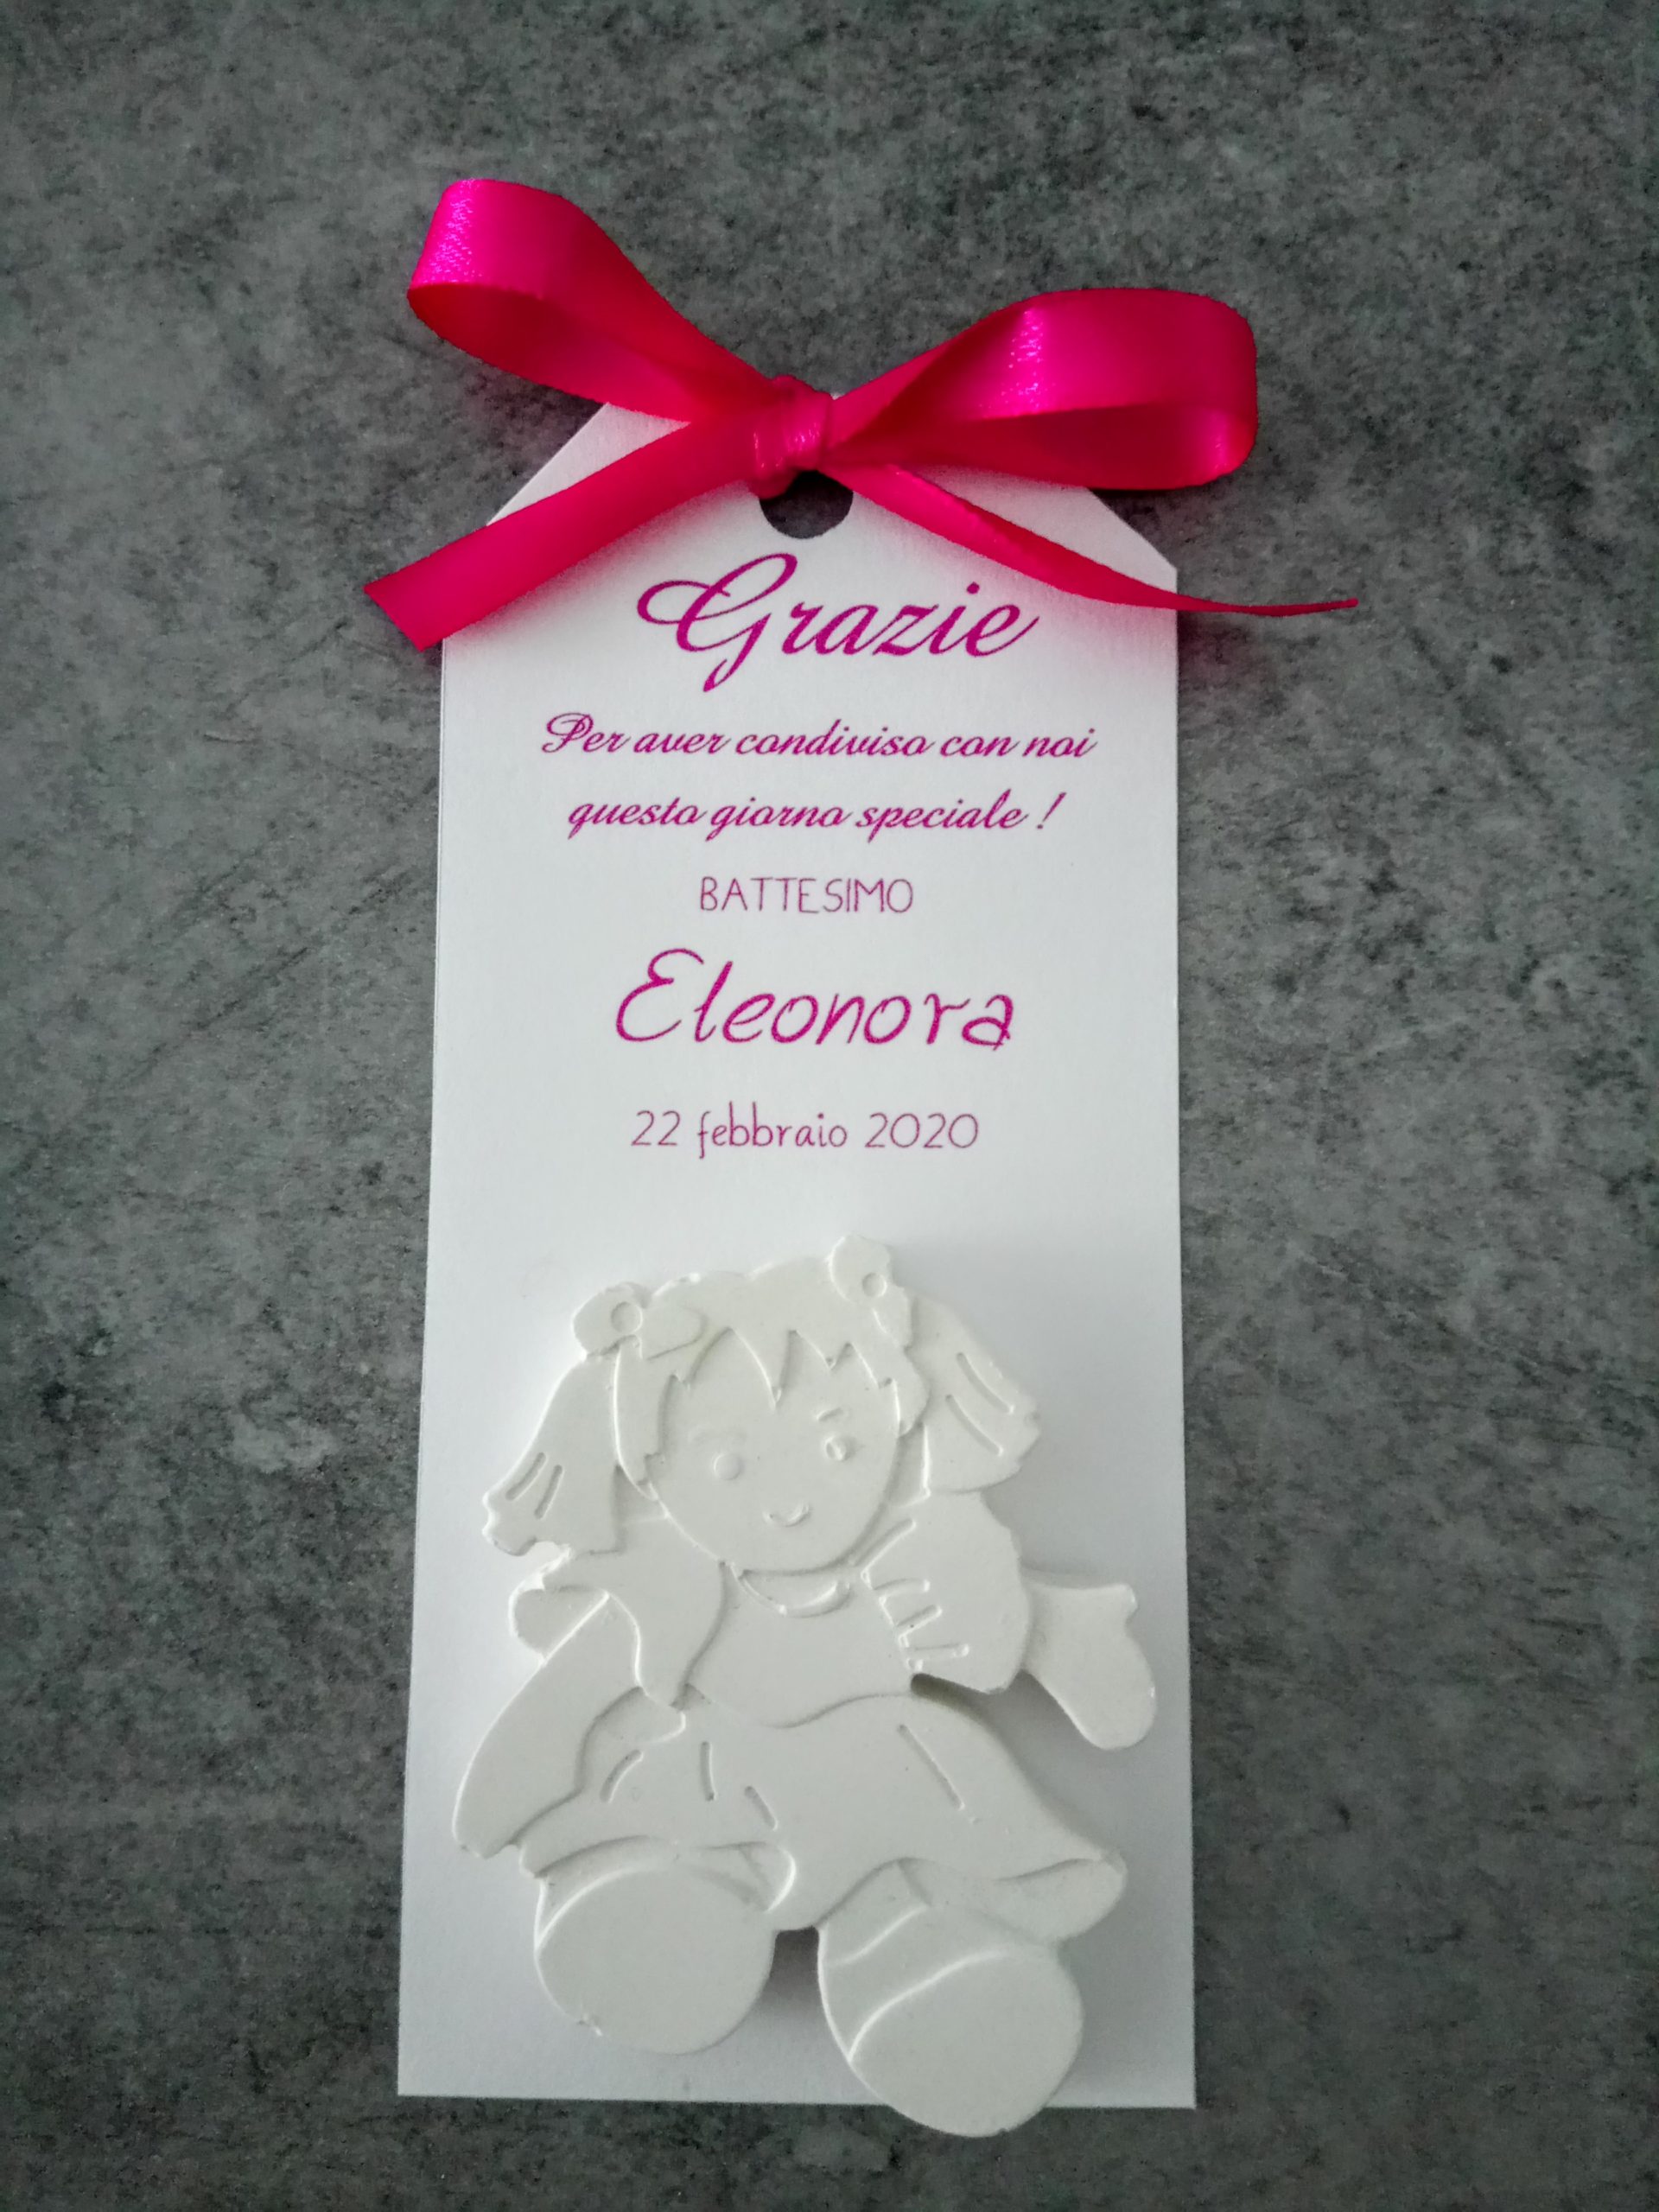 Grazie
Per aver condiviso con noi
questo giorno speciale !
BATTESIMO
Eleonora
22 febbraio 2020